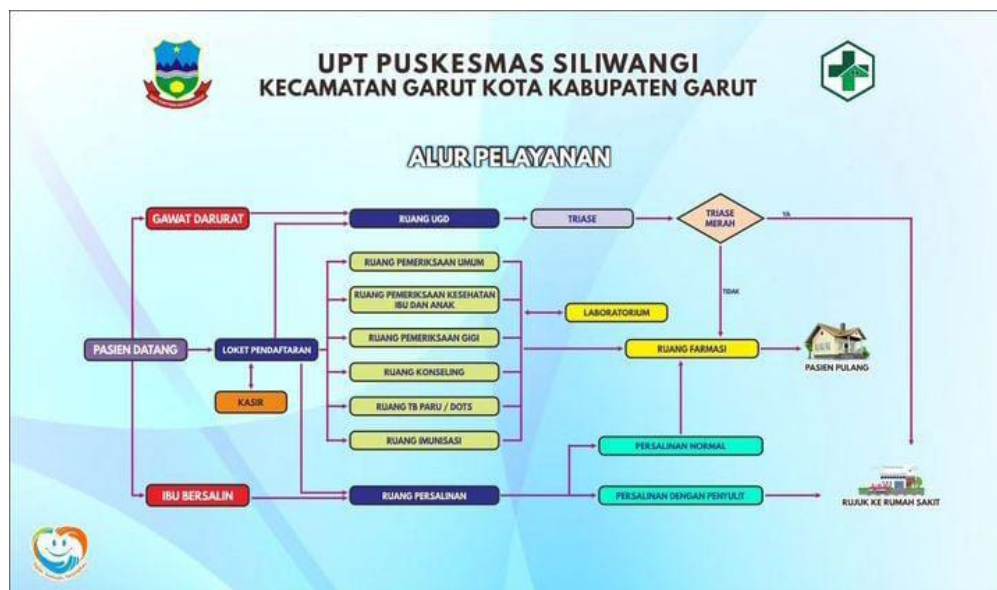 UPT PUSKESMAS SILIWANGI
KECAMATAN GARUT KOTA KABUPATEN GARUT
ALUR PELAYANAN
GAWAT DARURAT
RUANG UGD
TRIASE
TRIASE
MERAH
YA
RUANG PEMERIKSAAN UMUM
RUANG PEMERIKSAAN KESEHATAN
IBU DAN ANAK
TIDAK
LABORATORIUM
PASIEN DATANG
LOKET PENDAFTARAN
RUANG PEMERIKSAAN GIGI
RUANG FARMASI
PASIEN PULANG
RUANG KONSELING
KASIR
RUANG TB PARU / DOTS
RUANG IMUNISASI
PERSALINAN NORMAL
IBU BERSALIN
RUANG PERSALINAN
PERSALINAN DENGAN PENYULIT
RUJUK KE RUMAH SAKIT